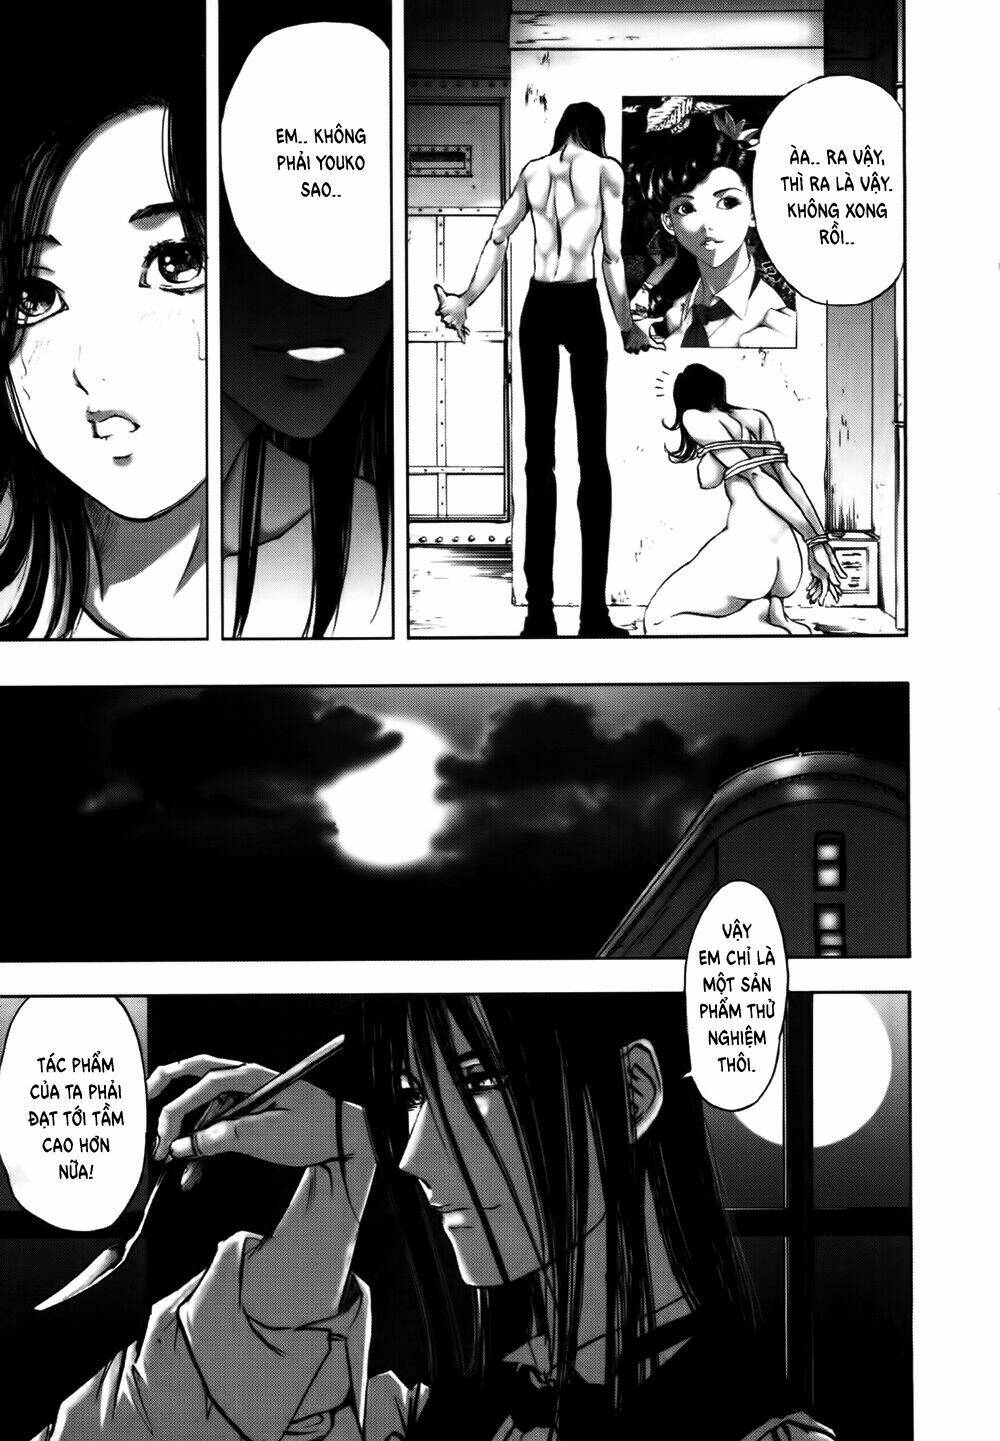 ÀA.. RA VẬY,
THÌ RA LÀ VẬY.
KHÔNG XONG
RỒI..
EM.. KHÔNG
PHẢI YOUKO
SAO..
VẬY
EM CHỈ LÀ
MỘT SẢN
PHẨM THỬ
NGHIỆM
THÔI.
TÁC PHẨM
CỦA TA PHẢI
ĐẠT TỚI TẦM
CAO HƠN
NỮA!